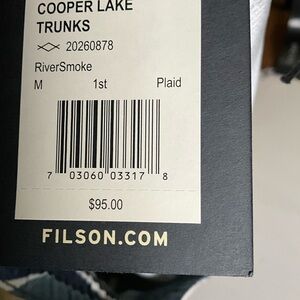 COOPER LAKE
TRUNKS
20260878
RiverSmoke
M 1st Plaid
7 03060 03317 8
$95.00
FILSON.COM